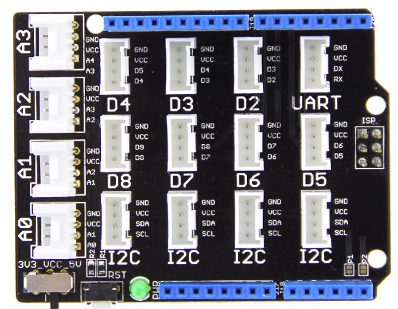 A3
GND
VCC
A4
A3
GND
VCC
D5
D4
D4
GND
VCC
D4
D3
D3
GND
VCC
D3
D2
D2
GND
VCC
DX
RX
UART
A2
GND
VCC
A3
A2
GND
VCC
D9
D8
D8
GND
VCC
D8
D7
D7
GND
VCC
D7
D6
D6
GND
VCC
D6
D5
D5
ISP
A1
GND
VCC
A2
A1
A0
GND
VCC
A1
A0
GND
VCC
SDA
SCL
I2C
GND
VCC
SDA
SCL
I2C
GND
VCC
SDA
SCL
I2C
GND
VCC
SDA
SCL
I2C
3V3 VCC 5V
R2
R1
RST
PWR
P1
P2